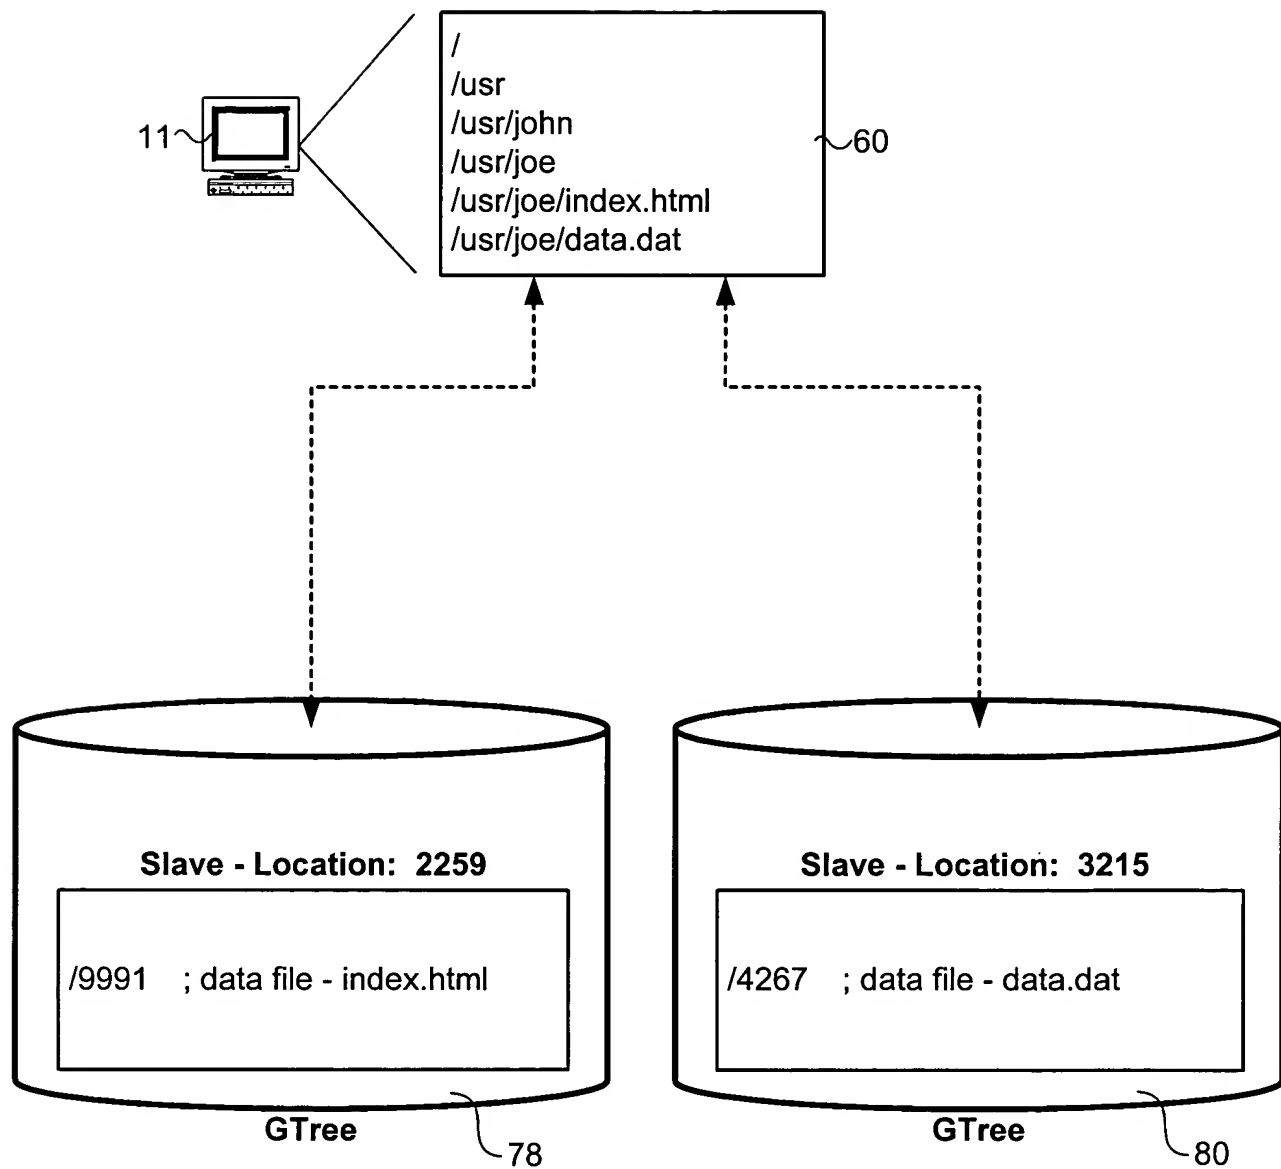 /
/usr
/usr/john
/usr/joe
/usr/joe/index.html
/usr/joe/data.dat
11
60
Slave - Location:  2259
/9991    ; data file - index.html
GTree
78
Slave - Location:  3215
/4267    ; data file - data.dat
GTree
80